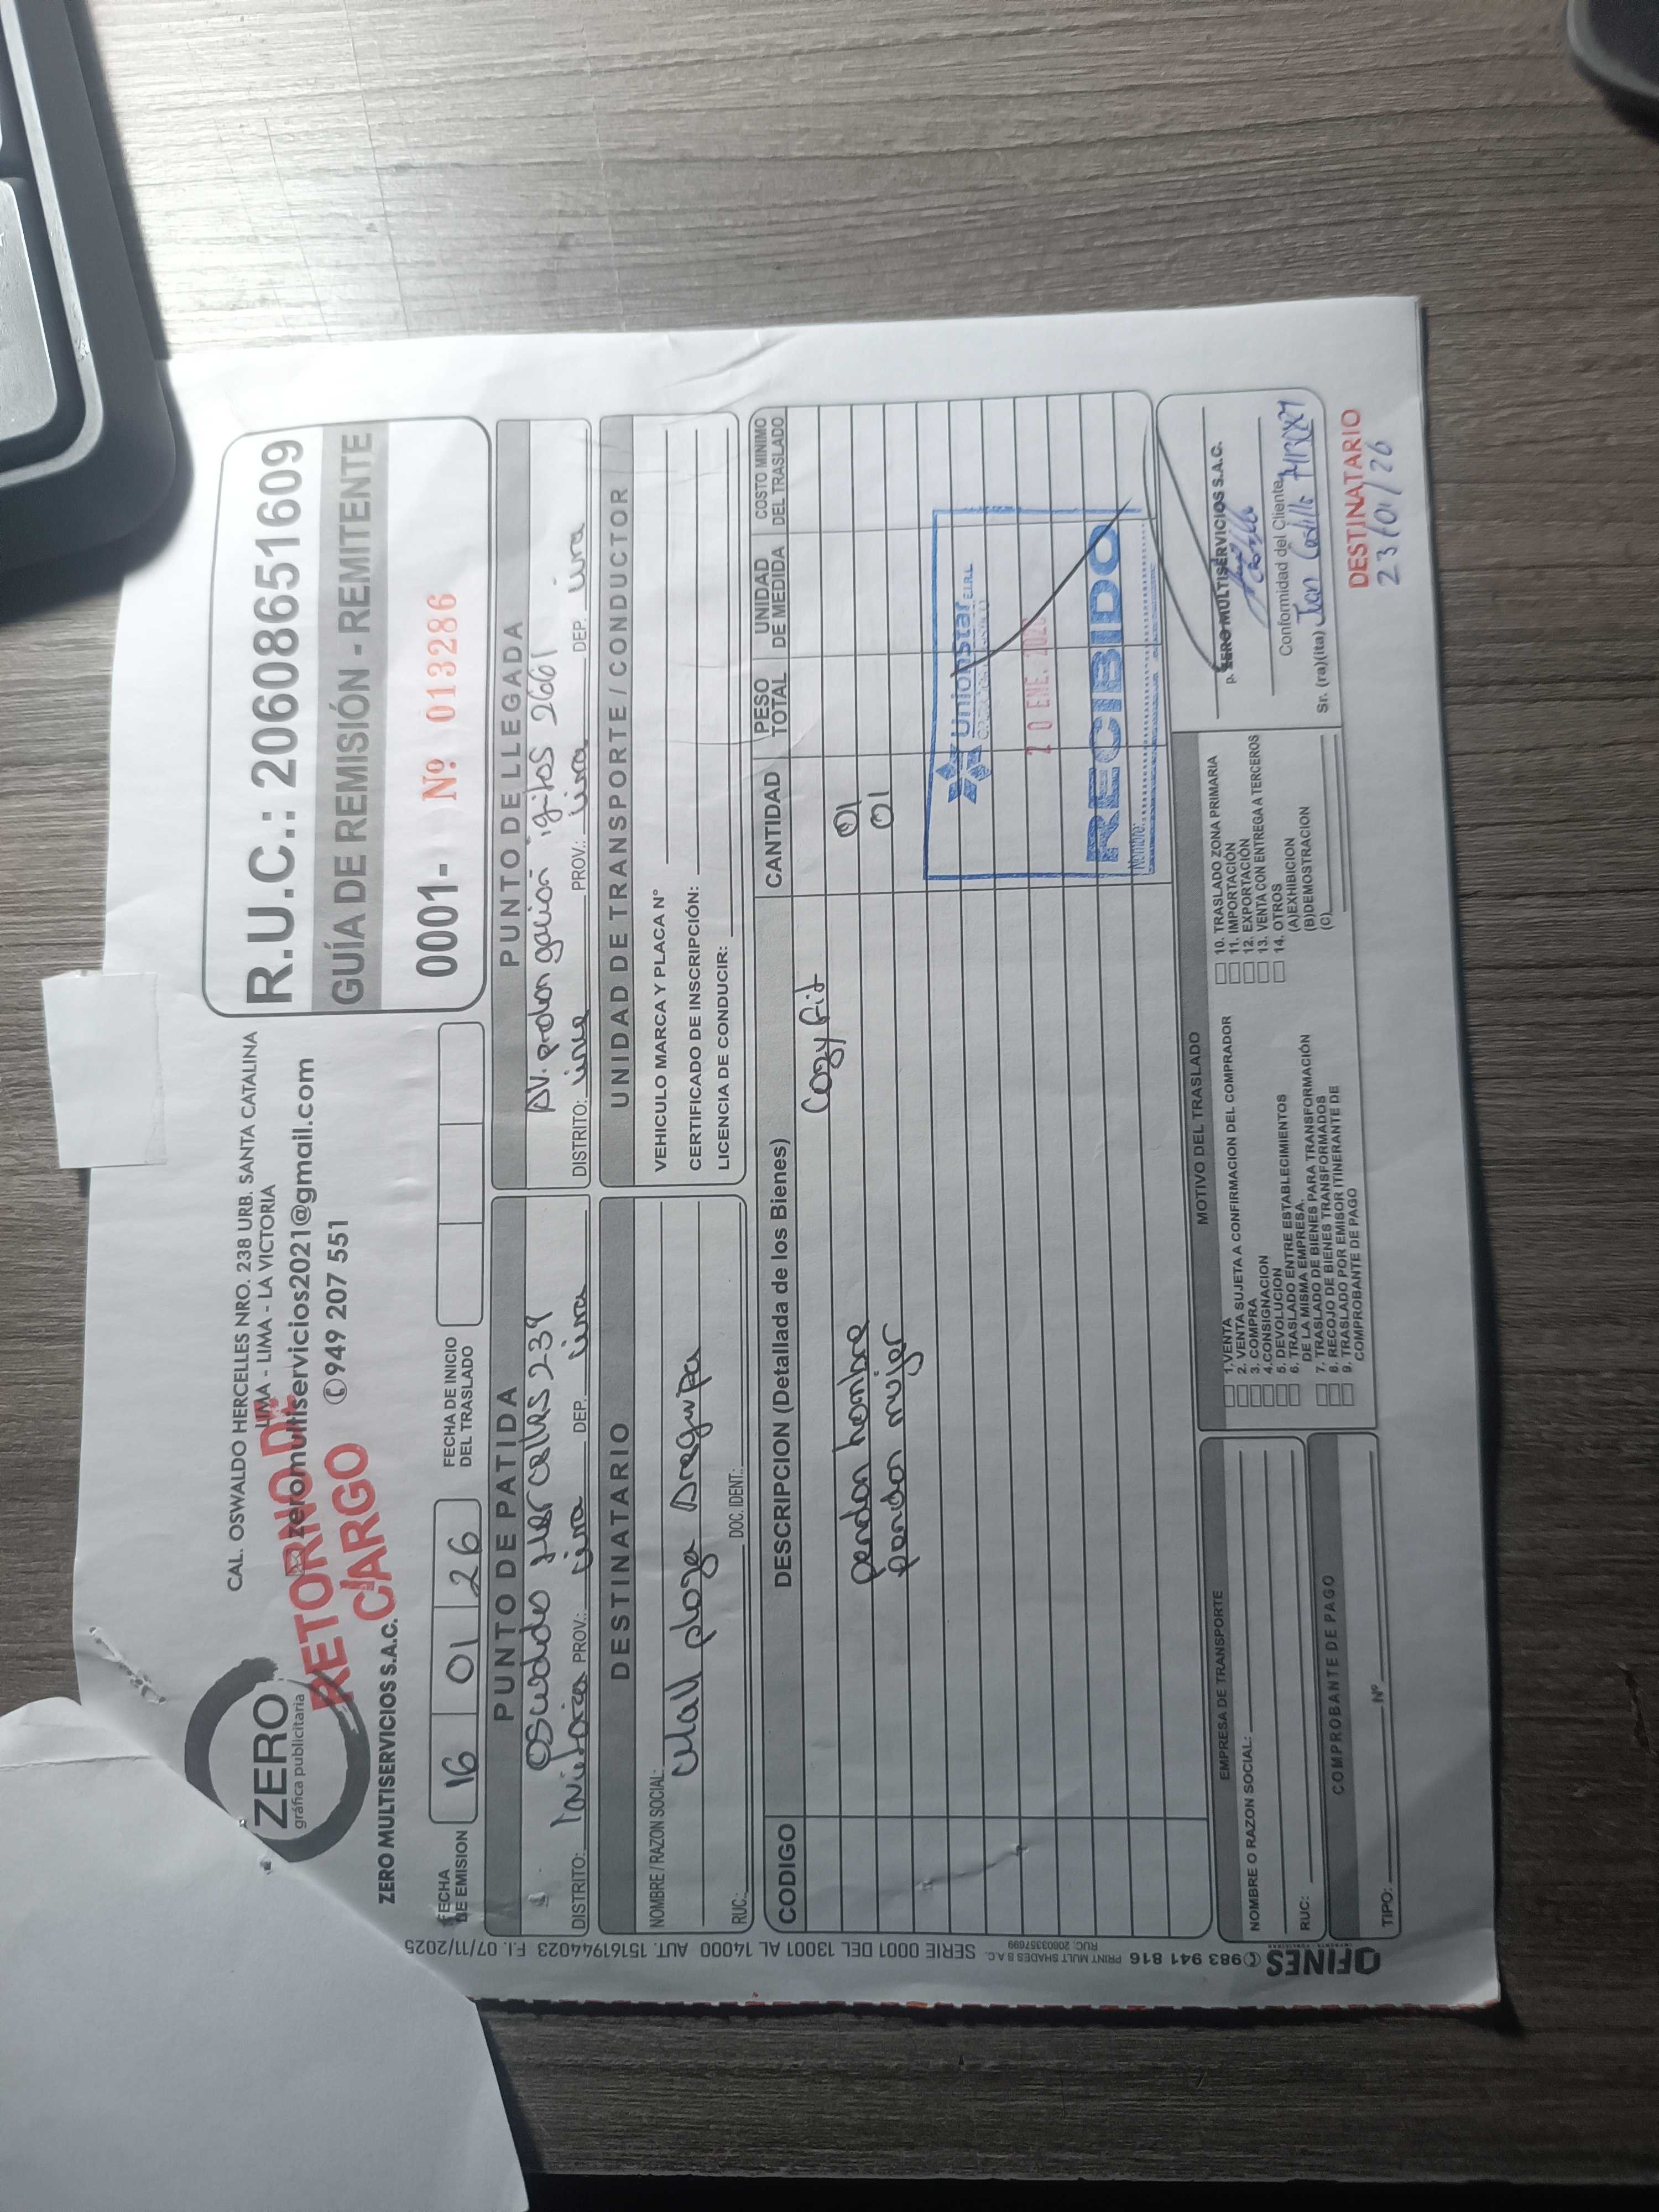 ZERO
gráfica publicitaria
CAL. OSWALDO HERCELLES NRO. 238 URB. SANTA CATALINA
LIMA - LIMA - LA VICTORIA
zeromultiservicios2021@gmail.com
949 207 551
RETORNO DE
CARGO
ZERO MULTISERVICIOS S.A.C.
R.U.C.: 20608651609
GUÍA DE REMISIÓN - REMITENTE
0001- Nº 013286
FECHA
DE EMISION
16 01 26
FECHA DE INICIO
DEL TRASLADO
PUNTO DE PATIDA
Oswaldo Hercelles 239
DISTRITO: PROV.: Lima DEP. Lima
PUNTO DE LLEGADA
AV. prolongación iquitos 2661
DISTRITO: Lince PROV.: Lima DEP. Lima
DESTINATARIO
NOMBRE / RAZON SOCIAL:
RUC: DOC. IDENT.:
UNIDAD DE TRANSPORTE / CONDUCTOR
VEHICULO MARCA Y PLACA N°
CERTIFICADO DE INSCRIPCIÓN:
LICENCIA DE CONDUCIR:
CODIGO DESCRIPCION (Detallada de los Bienes) CANTIDAD PESO TOTAL UNIDAD DE MEDIDA COSTO MINIMO DEL TRASLADO
Cozy fit
pendon hombre 01
pendon mujer 01
Unionstar E.I.R.L.
20 ENE. 2026
RECIBIDO
Nombre:
EMPRESA DE TRANSPORTE
NOMBRE O RAZON SOCIAL:
RUC:
COMPROBANTE DE PAGO
TIPO: Nº
MOTIVO DEL TRASLADO
1. VENTA
2. VENTA SUJETA A CONFIRMACION DEL COMPRADOR
3. COMPRA
4. CONSIGNACION
5. DEVOLUCION
6. TRASLADO ENTRE ESTABLECIMIENTOS
DE LA MISMA EMPRESA.
7. TRASLADO DE BIENES PARA TRANSFORMACIÓN
8. RECOJO DE BIENES TRANSFORMADOS
9. TRASLADO POR EMISOR ITINERANTE DE
COMPROBANTE DE PAGO
10. TRASLADO ZONA PRIMARIA
11. IMPORTACIÓN
12. EXPORTACIÓN
13. VENTA CON ENTREGA A TERCEROS
14. OTROS
(A)EXHIBICION
(B)DEMOSTRACION
(C)
p. ZERO MULTISERVICIOS S.A.C.
Conformidad del Cliente
Sr. (ra)(ita) Juan Castillo
DESTINATARIO
23/01/26
QFINES 983 941 816 PRINT MULT SHADES S.A.C. RUC: 20603357699 SERIE 0001 DEL 13001 AL 14000 AUT. 15161944023 F.I. 07/11/2025